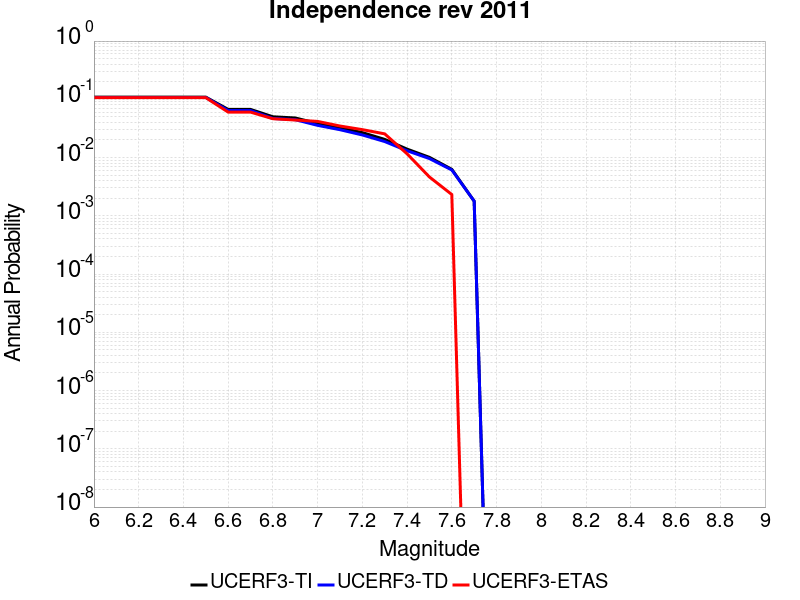 Independence rev 2011
Annual Probability
10^0
10^-1
10^-2
10^-3
10^-4
10^-5
10^-6
10^-7
10^-8
6 6.2 6.4 6.6 6.8 7 7.2 7.4 7.6 7.8 8 8.2 8.4 8.6 8.8 9
Magnitude
UCERF3-TI UCERF3-TD UCERF3-ETAS